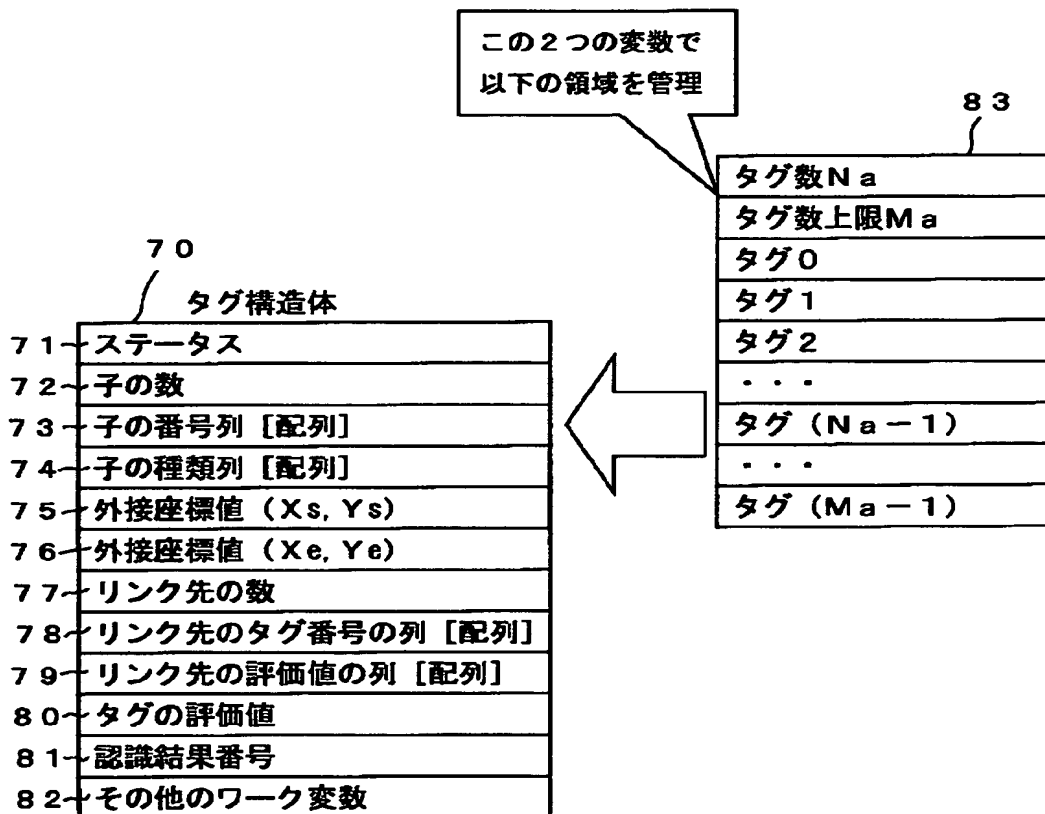 この2つの変数で
以下の領域を管理
83
タグ数Na
タグ数上限Ma
タグ0
タグ1
タグ2
・・・
タグ(Na-1)
・・・
タグ(Ma-1)
70
タグ構造体
71 ステータス
72 子の数
73 子の番号列 [配列]
74 子の種類列 [配列]
75 外接座標値 (Xs, Ys)
76 外接座標値 (Xe, Ye)
77 リンク先の数
78 リンク先のタグ番号の列 [配列]
79 リンク先の評価値の列 [配列]
80 タグの評価値
81 認識結果番号
82 その他のワーク変数